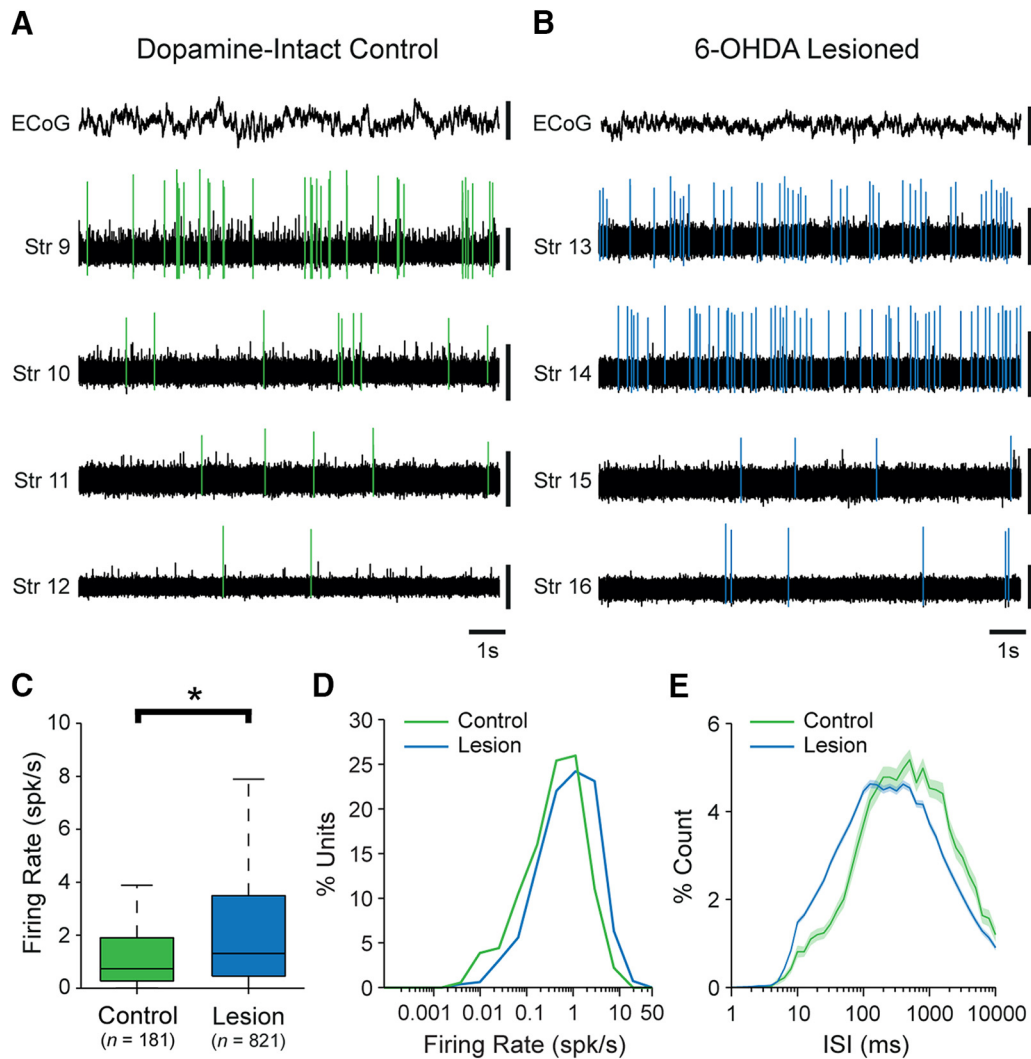 A
Dopamine-Intact Control
ECoG
Str 9
Str 10
Str 11
Str 12
1s
B
6-OHDA Lesioned
ECoG
Str 13
Str 14
Str 15
Str 16
1s
C
*
Firing Rate (spk/s)
10
8
6
4
2
0
Control
(n = 181)
Lesion
(n = 821)
D
Control
Lesion
% Units
30
25
20
15
10
5
0
0.001 0.01 0.1 1 10 50
Firing Rate (spk/s)
E
Control
Lesion
% Count
6
4
2
0
1 10 100 1000 10000
ISI (ms)